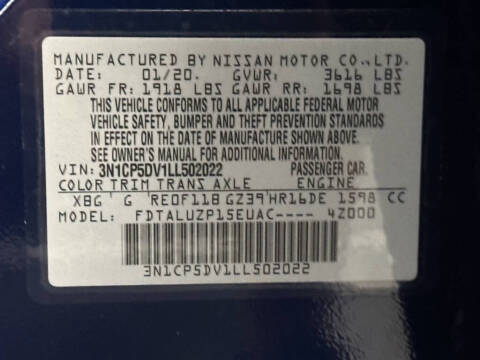 MANUFACTURED BY NISSAN MOTOR CO.,LTD.
DATE: 01/20. GVWR: 3616 LBS
GAWR FR: 1918 LBS GAWR RR: 1698 LBS
THIS VEHICLE CONFORMS TO ALL APPLICABLE FEDERAL MOTOR
VEHICLE SAFETY, BUMPER AND THEFT PREVENTION STANDARDS
IN EFFECT ON THE DATE OF MANUFACTURE SHOWN ABOVE.
SEE OWNER'S MANUAL FOR ADDITIONAL INFORMATION.
VIN: 3N1CP5DV1LL502022 PASSENGER CAR.
COLOR TRIM TRANS AXLE ENGINE
XBG G RE0F11B GZ39 HR16DE 1598 CC
MODEL: FDTALUZP15EUAC---- 4Z000
3N1CP5DV1LL502022